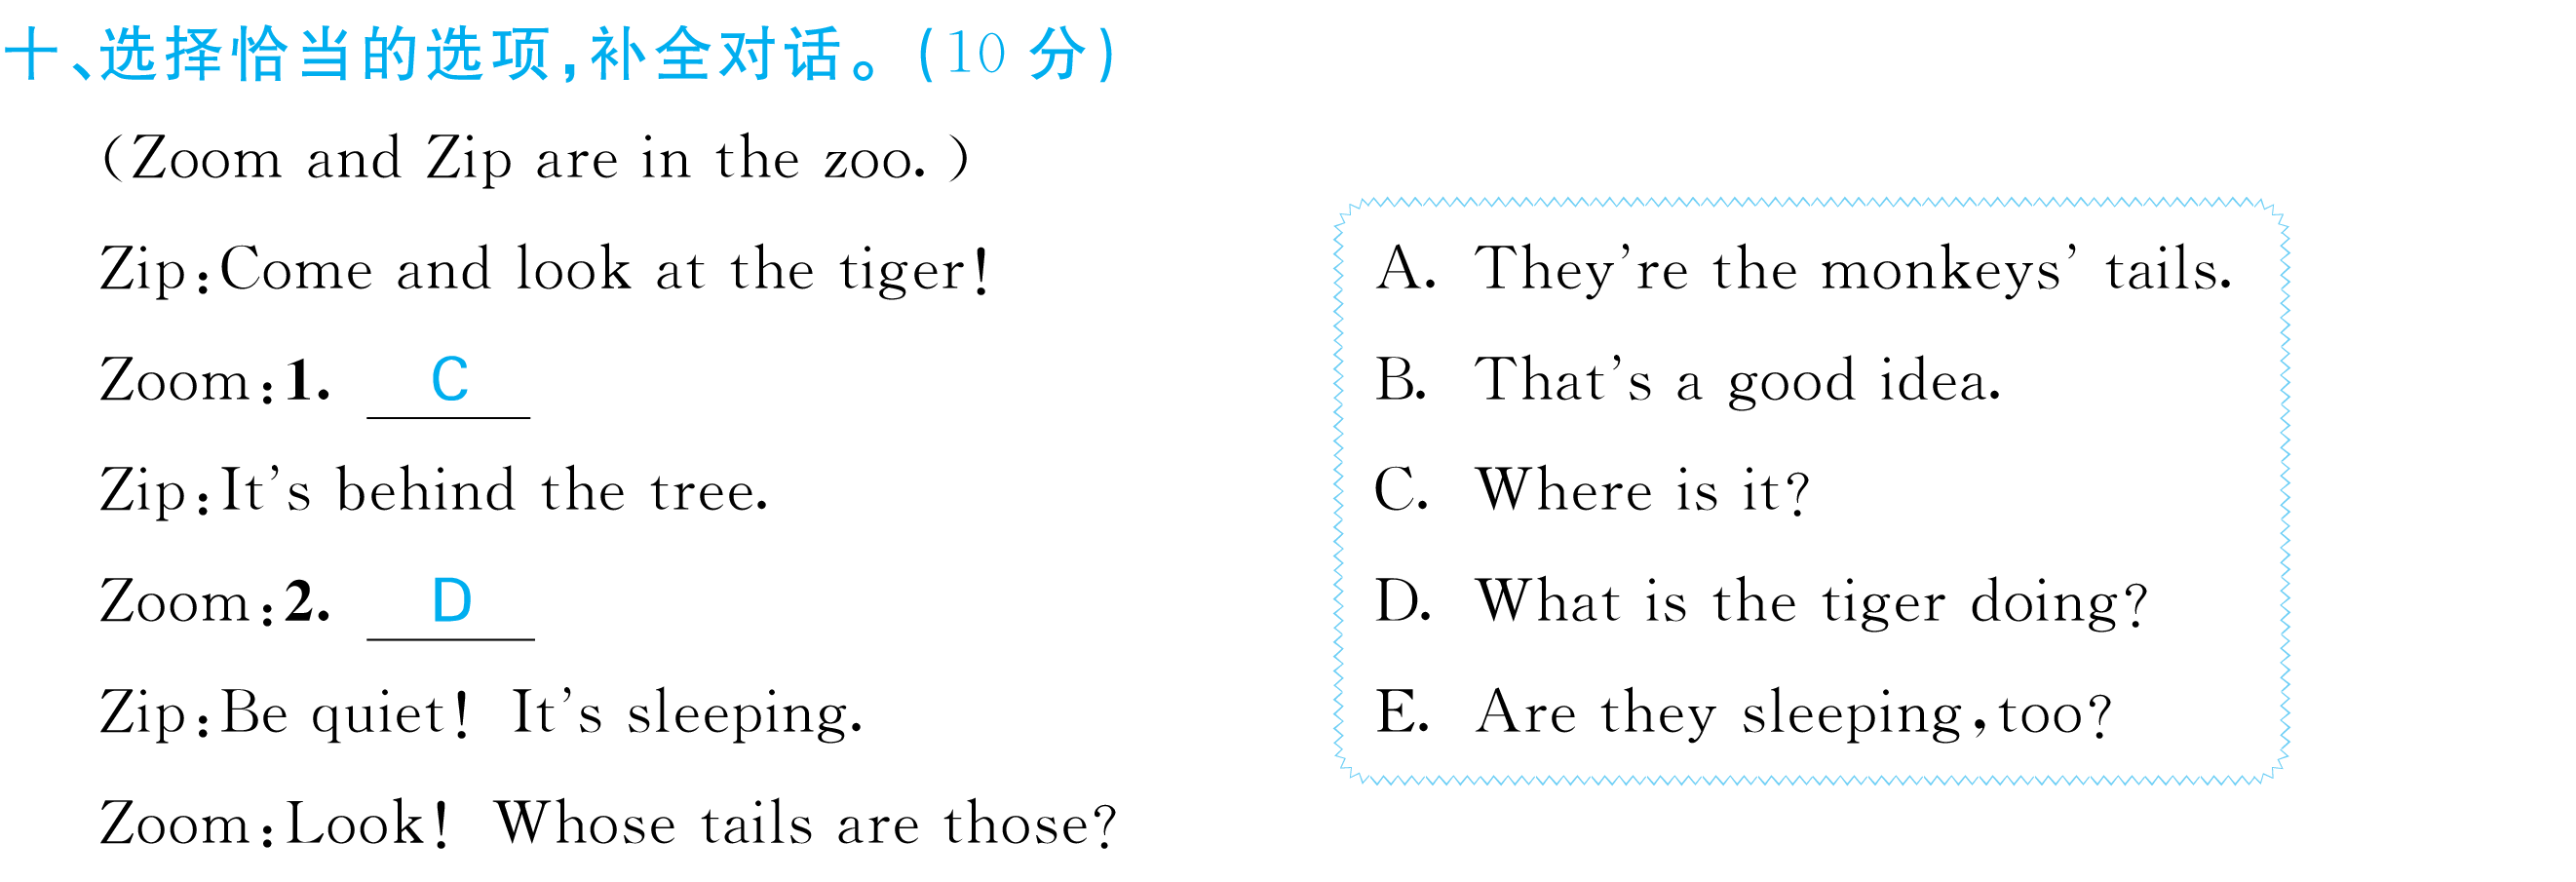 十、选择恰当的选项,补全对话。(10 分)
(Zoom and Zip are in the zoo.)
Zip:Come and look at the tiger!
Zoom:1. C
Zip:It's behind the tree.
Zoom:2. D
Zip:Be quiet! It's sleeping.
Zoom:Look! Whose tails are those?
A. They're the monkeys' tails.
B. That's a good idea.
C. Where is it?
D. What is the tiger doing?
E. Are they sleeping,too?